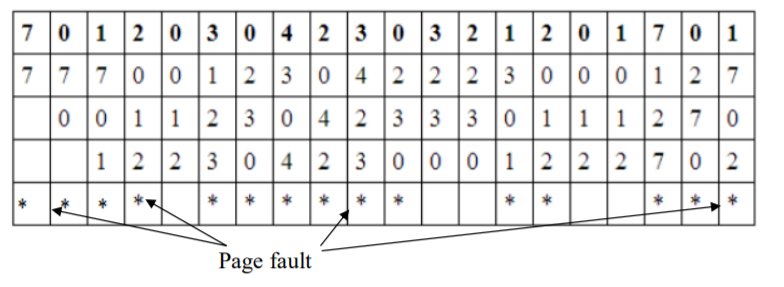 7 0 1 2 0 3 0 4 2 3 0 3 2 1 2 0 1 7 0 1
7 7 7 0 0 1 2 3 0 4 2 2 2 3 0 0 0 1 2 7
0 0 1 1 2 3 0 4 2 3 3 3 0 1 1 1 2 7 0
1 2 2 3 0 4 2 3 0 0 0 1 2 2 2 7 0 2
* * * * * * * * * * * * * * *
Page fault